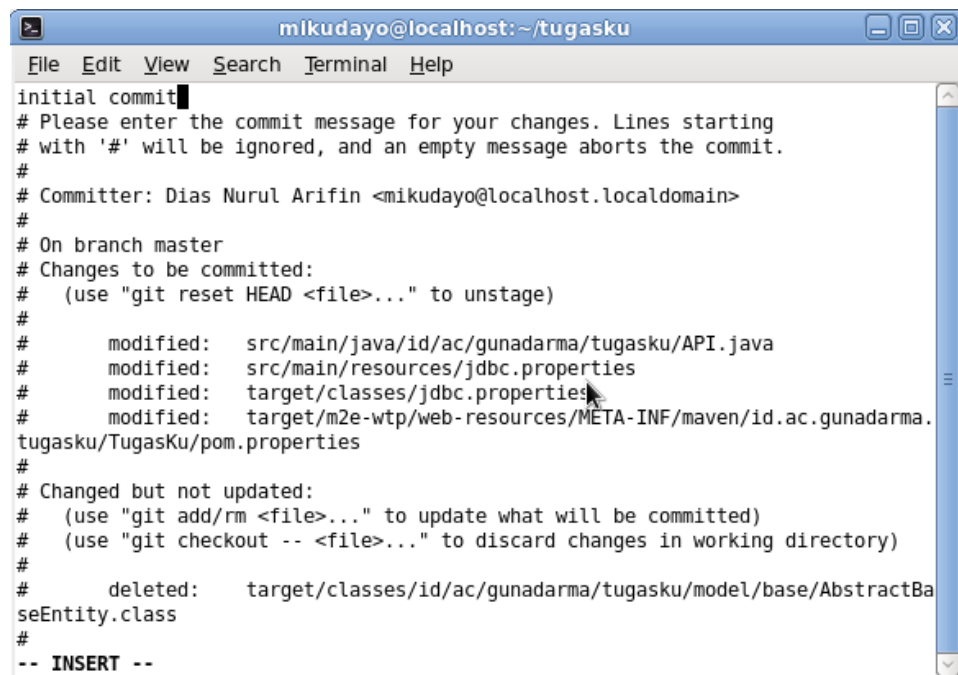 mikudayo@localhost:~/tugasku
File Edit View Search Terminal Help
initial commit
# Please enter the commit message for your changes. Lines starting
# with '#' will be ignored, and an empty message aborts the commit.
#
# Committer: Dias Nurul Arifin <mikudayo@localhost.localdomain>
#
# On branch master
# Changes to be committed:
#   (use "git reset HEAD <file>..." to unstage)
#
#       modified:   src/main/java/id/ac/gunadarma/tugasku/API.java
#       modified:   src/main/resources/jdbc.properties
#       modified:   target/classes/jdbc.properties
#       modified:   target/m2e-wtp/web-resources/META-INF/maven/id.ac.gunadarma.
tugasku/TugasKu/pom.properties
#
# Changed but not updated:
#   (use "git add/rm <file>..." to update what will be committed)
#   (use "git checkout -- <file>..." to discard changes in working directory)
#
#       deleted:    target/classes/id/ac/gunadarma/tugasku/model/base/AbstractBa
seEntity.class
#
-- INSERT --